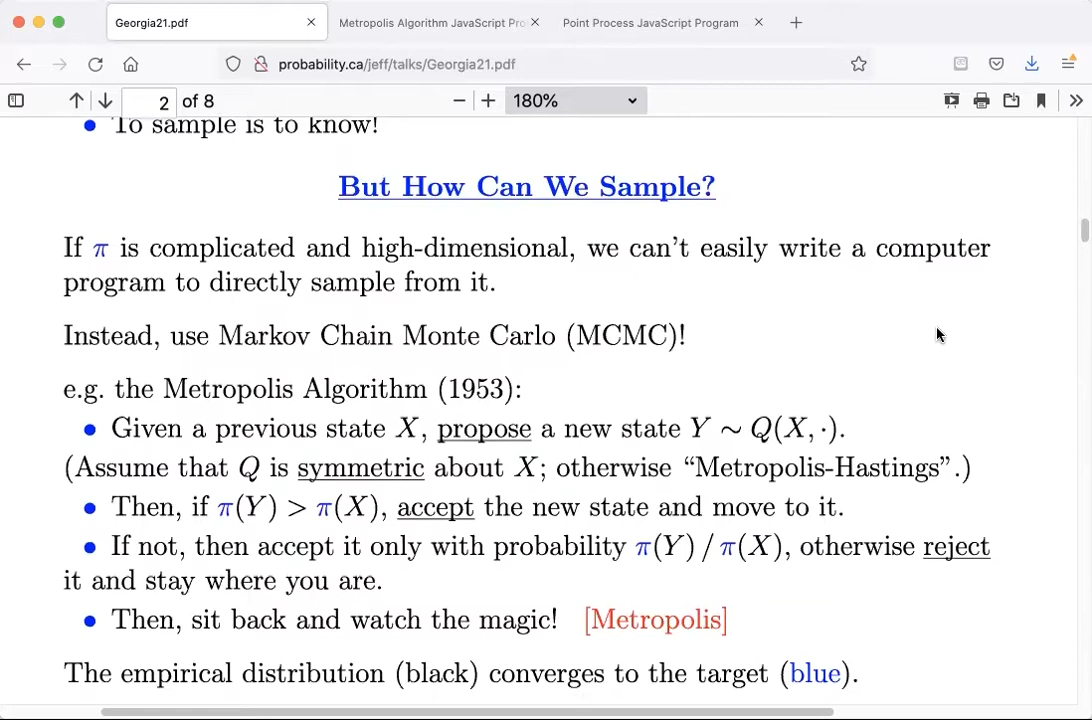 Georgia21.pdf
Metropolis Algorithm JavaScript Pro
Point Process JavaScript Program
probability.ca/jeff/talks/Georgia21.pdf
2 of 8
180%
• To sample is to know!
But How Can We Sample?
If π is complicated and high-dimensional, we can't easily write a computer
program to directly sample from it.
Instead, use Markov Chain Monte Carlo (MCMC)!
e.g. the Metropolis Algorithm (1953):
• Given a previous state X, propose a new state Y ∼ Q(X, ·).
(Assume that Q is symmetric about X; otherwise “Metropolis-Hastings”.)
• Then, if π(Y) > π(X), accept the new state and move to it.
• If not, then accept it only with probability π(Y) / π(X), otherwise reject
it and stay where you are.
• Then, sit back and watch the magic! [Metropolis]
The empirical distribution (black) converges to the target (blue).